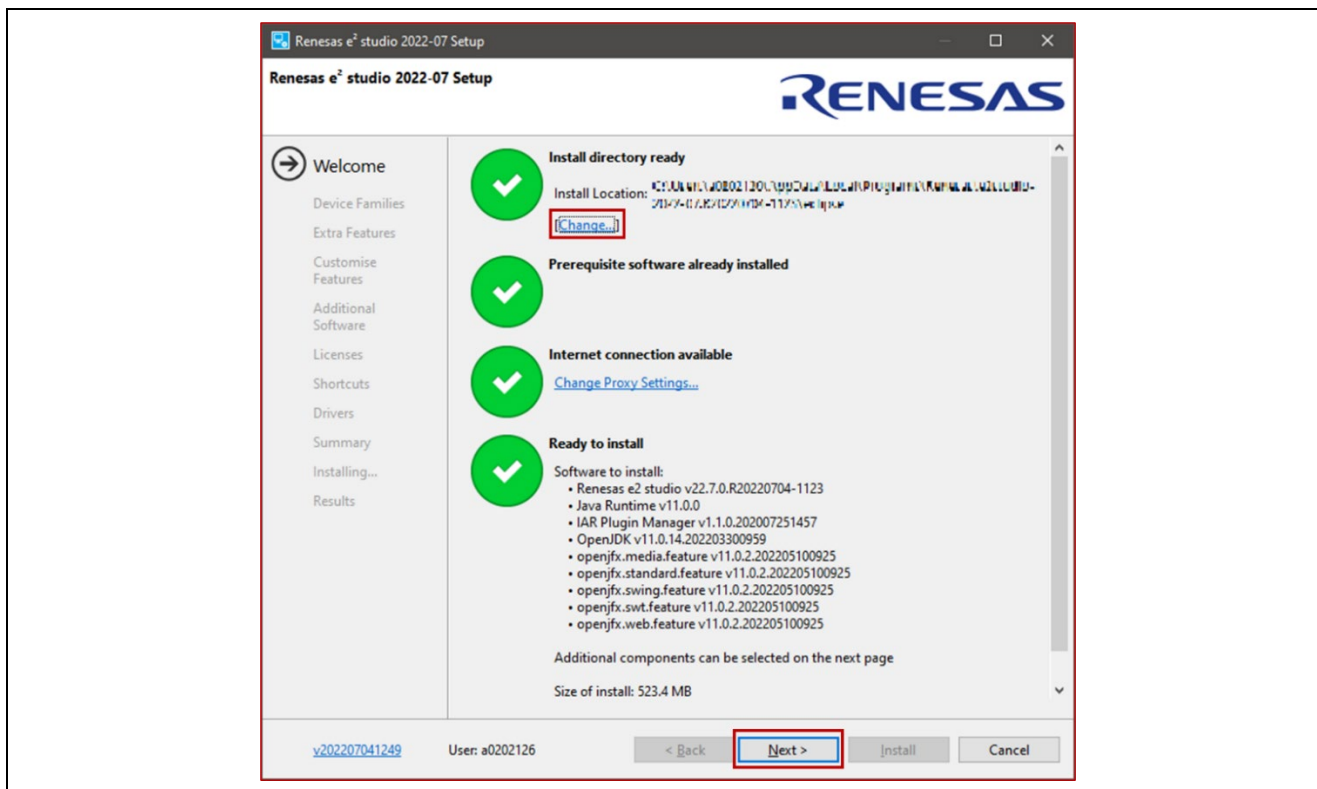 Renesas e² studio 2022-07 Setup
Renesas e² studio 2022-07 Setup
RENESAS
Welcome
Device Families
Extra Features
Customise
Features
Additional
Software
Licenses
Shortcuts
Drivers
Summary
Installing...
Results
Install directory ready
Install Location:
[Change...]
Prerequisite software already installed
Internet connection available
Change Proxy Settings...
Ready to install
Software to install:
• Renesas e2 studio v22.7.0.R20220704-1123
• Java Runtime v11.0.0
• IAR Plugin Manager v1.1.0.202007251457
• OpenJDK v11.0.14.202203300959
• openjfx.media.feature v11.0.2.202205100925
• openjfx.standard.feature v11.0.2.202205100925
• openjfx.swing.feature v11.0.2.202205100925
• openjfx.swt.feature v11.0.2.202205100925
• openjfx.web.feature v11.0.2.202205100925
Additional components can be selected on the next page
Size of install: 523.4 MB
v202207041249
User: a0202126
< Back
Next >
Install
Cancel